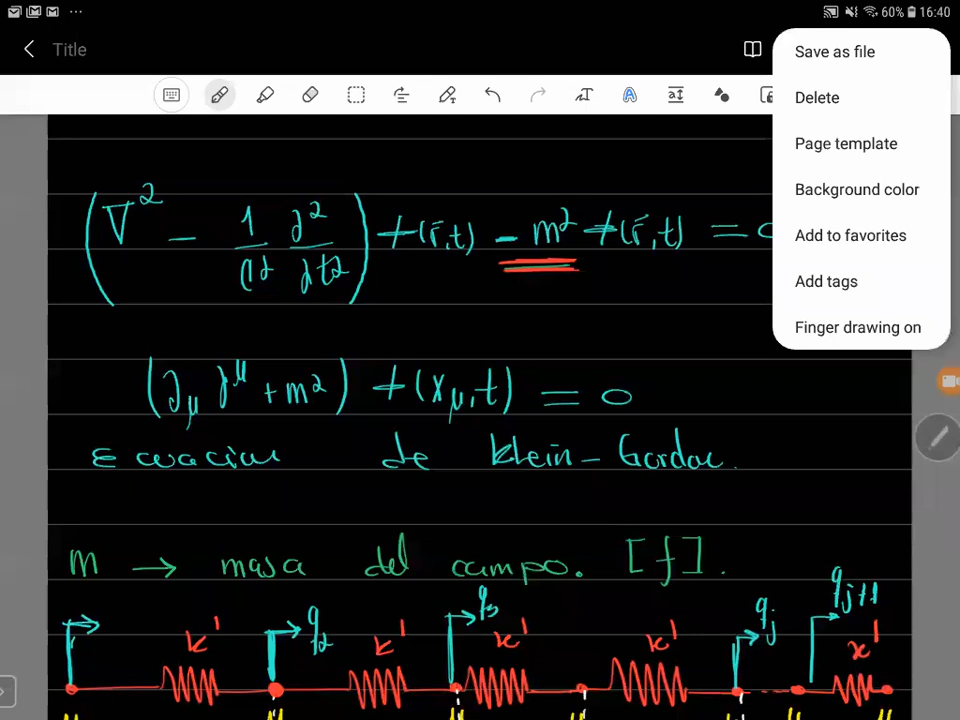 60% 16:40
Title
Save as file
Delete
Page template
Background color
Add to favorites
Add tags
Finger drawing on
(∇² − 1/c² ∂²/∂t²) f(r̄,t) − m² f(r̄,t) = 0
(∂μ ∂^μ + m²) f(xμ,t) = 0
Ecuacion de Klein-Gordon.
m → masa del campo. [f].
q2 q3 qj qj+1
k' k' k' k' k'